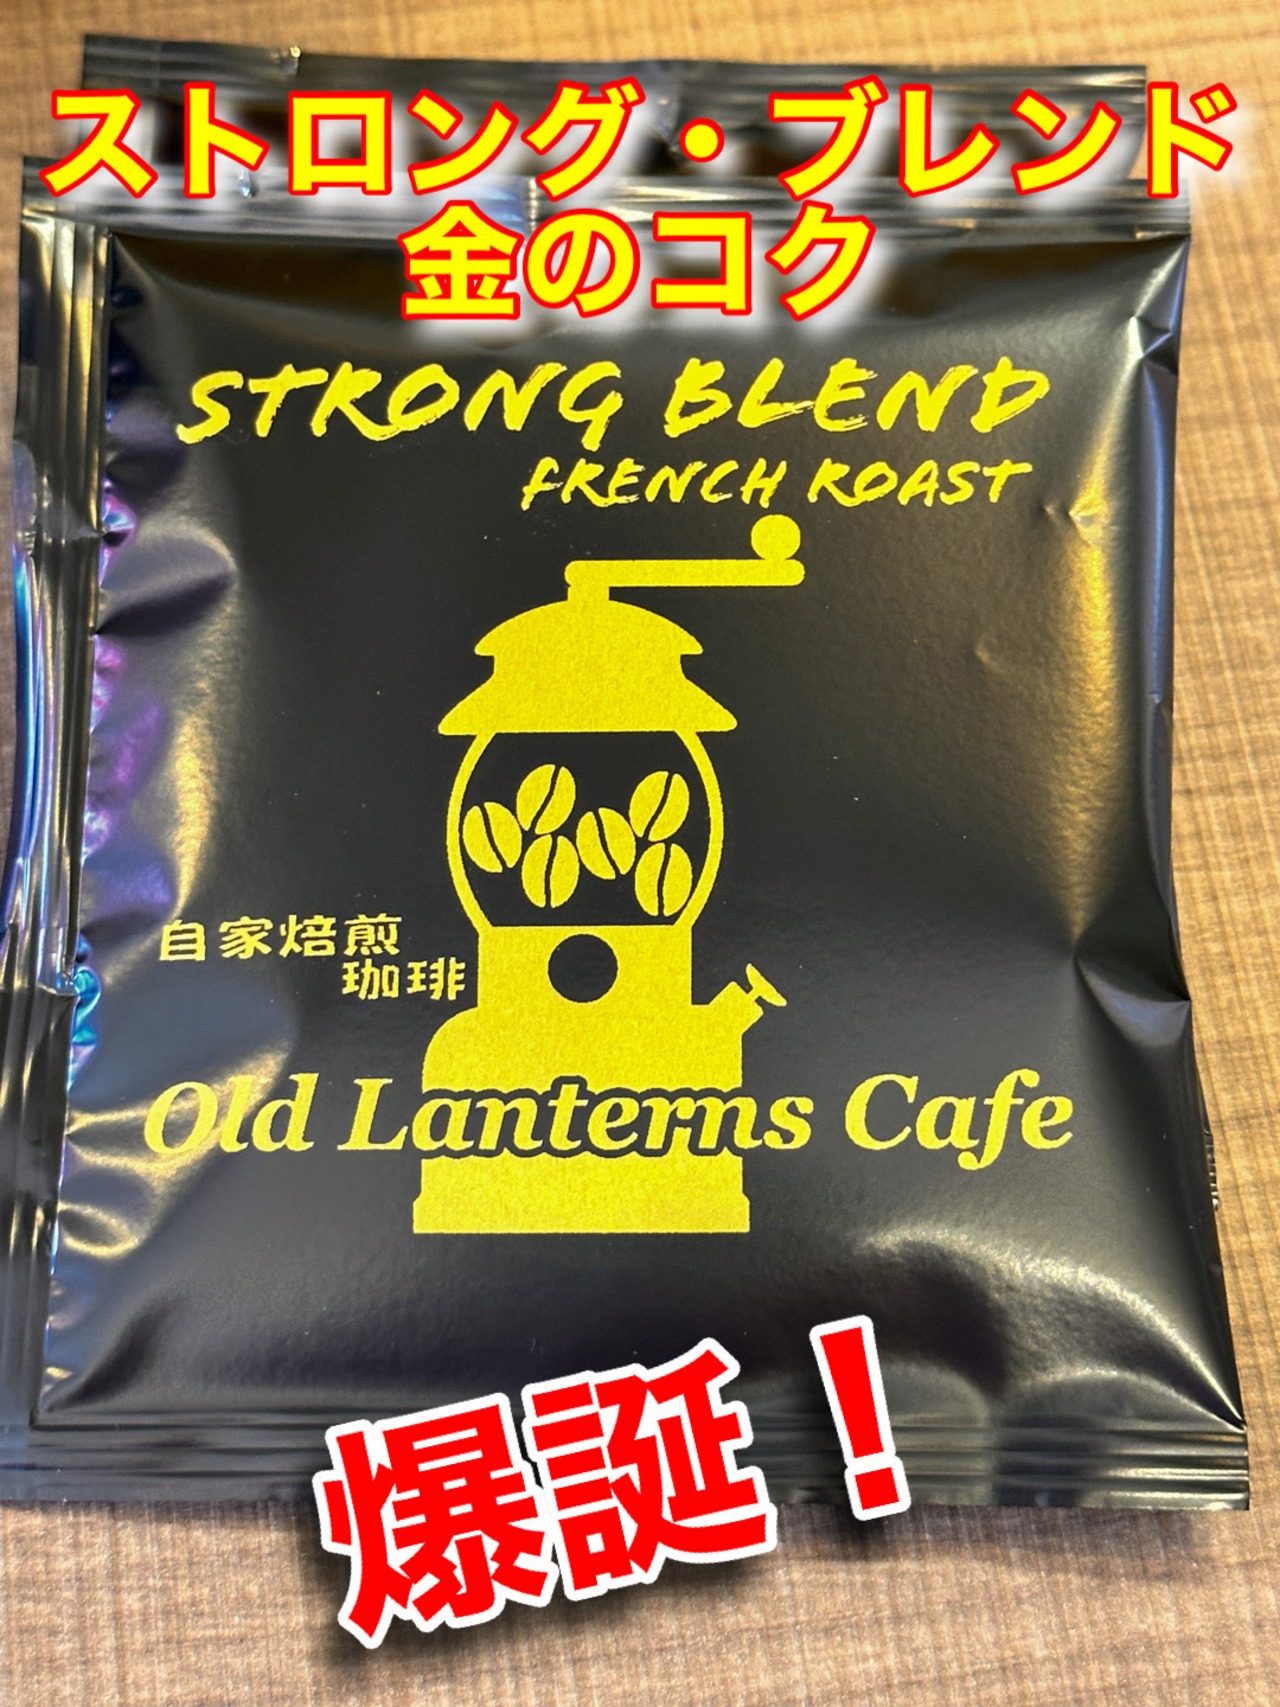 ストロング・ブレンド
金のコク
STRONG BLEND
FRENCH ROAST
自家焙煎
珈琲
Old Lanterns Cafe
爆誕！